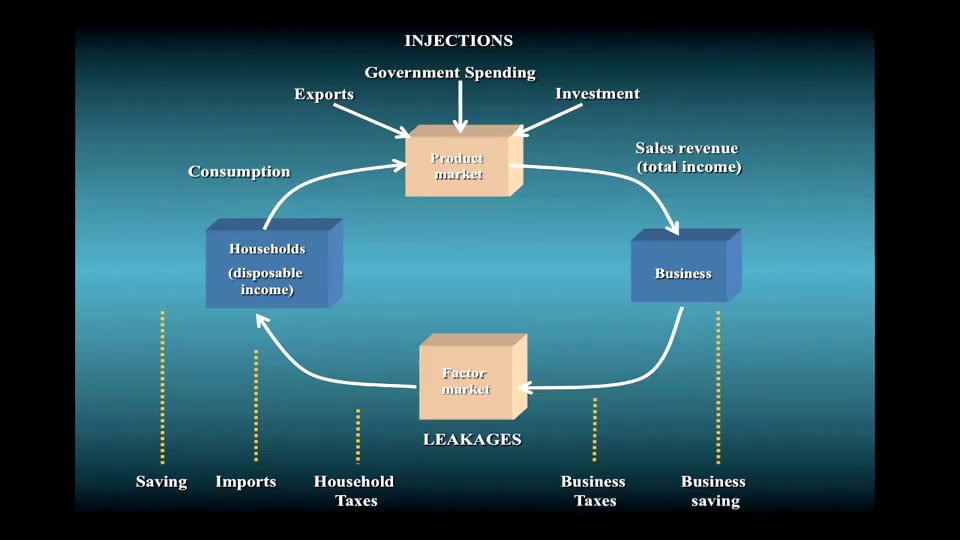 INJECTIONS
Government Spending
Exports
Investment
Product
market
Sales revenue
(total income)
Consumption
Households
(disposable
income)
Business
Factor
market
LEAKAGES
Saving
Imports
Household
Taxes
Business
Taxes
Business
saving